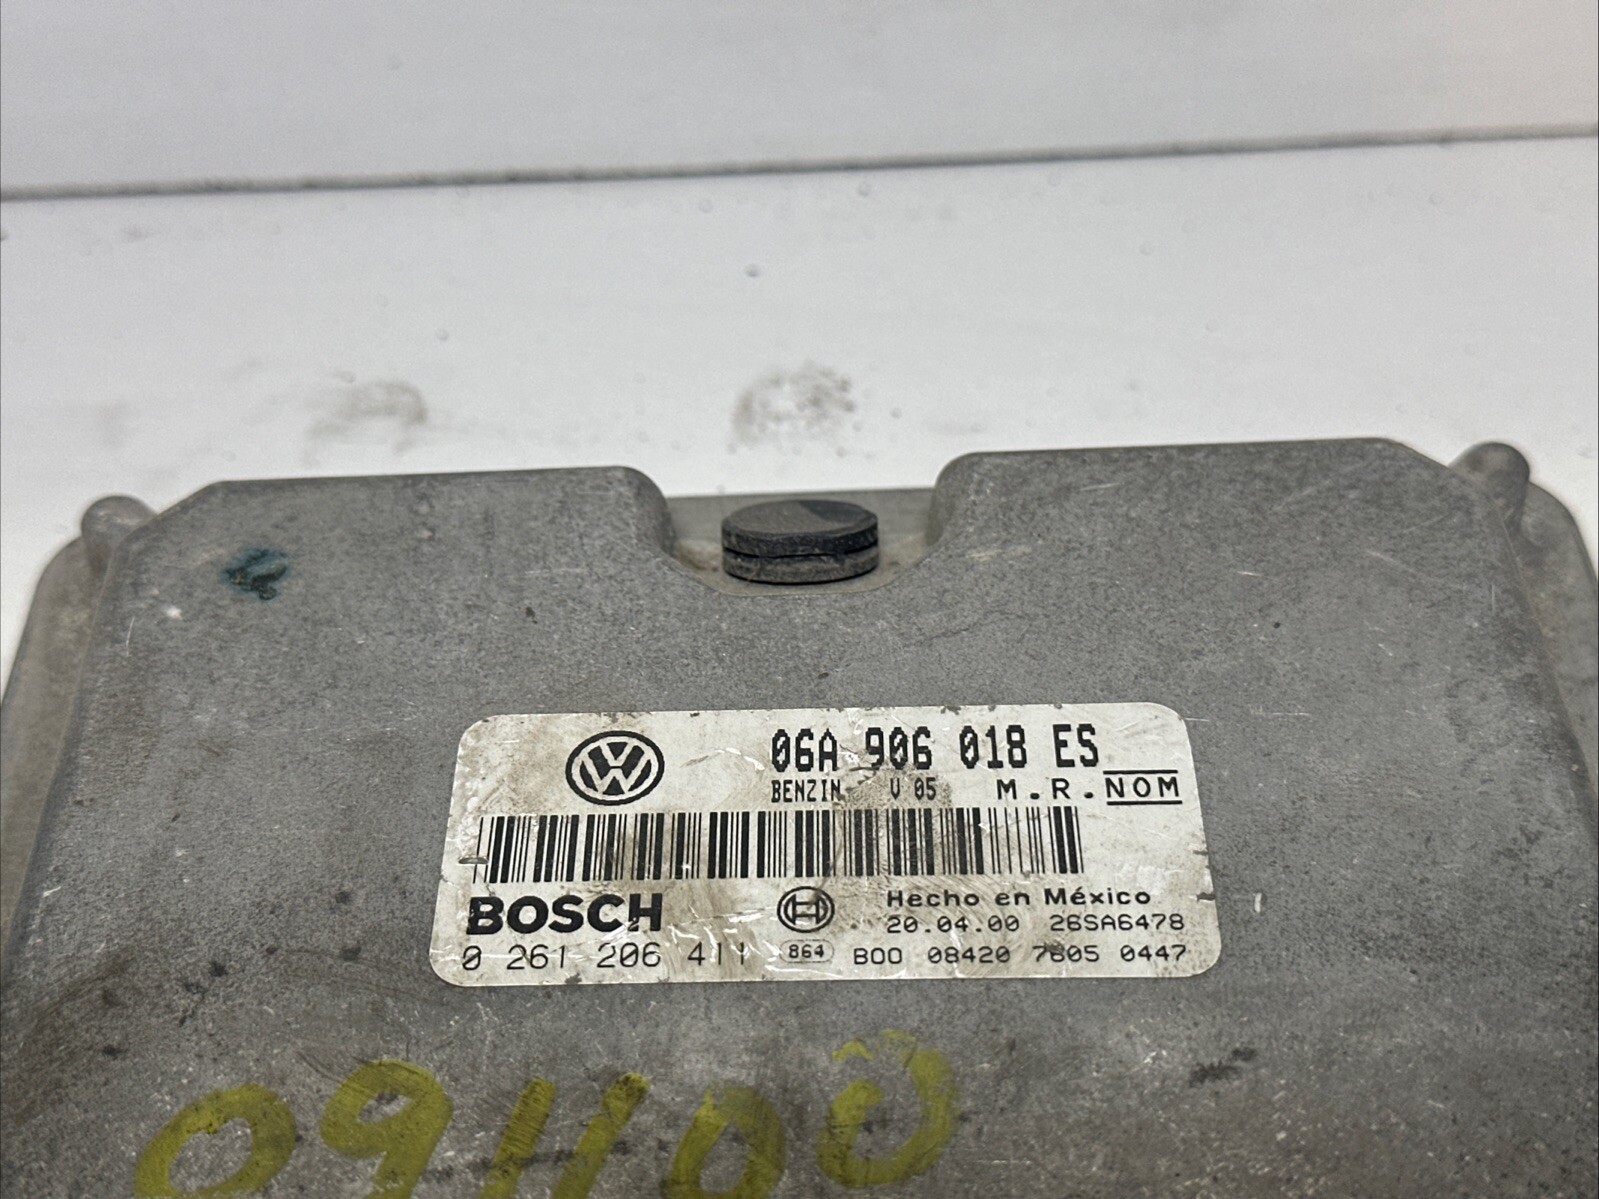 06A 906 018 ES
BENZIN V 05 M.R. NOM
BOSCH Hecho en México
20.04.00 26SA6478
0 261 206 411 864 B00 08420 7805 0447
091100